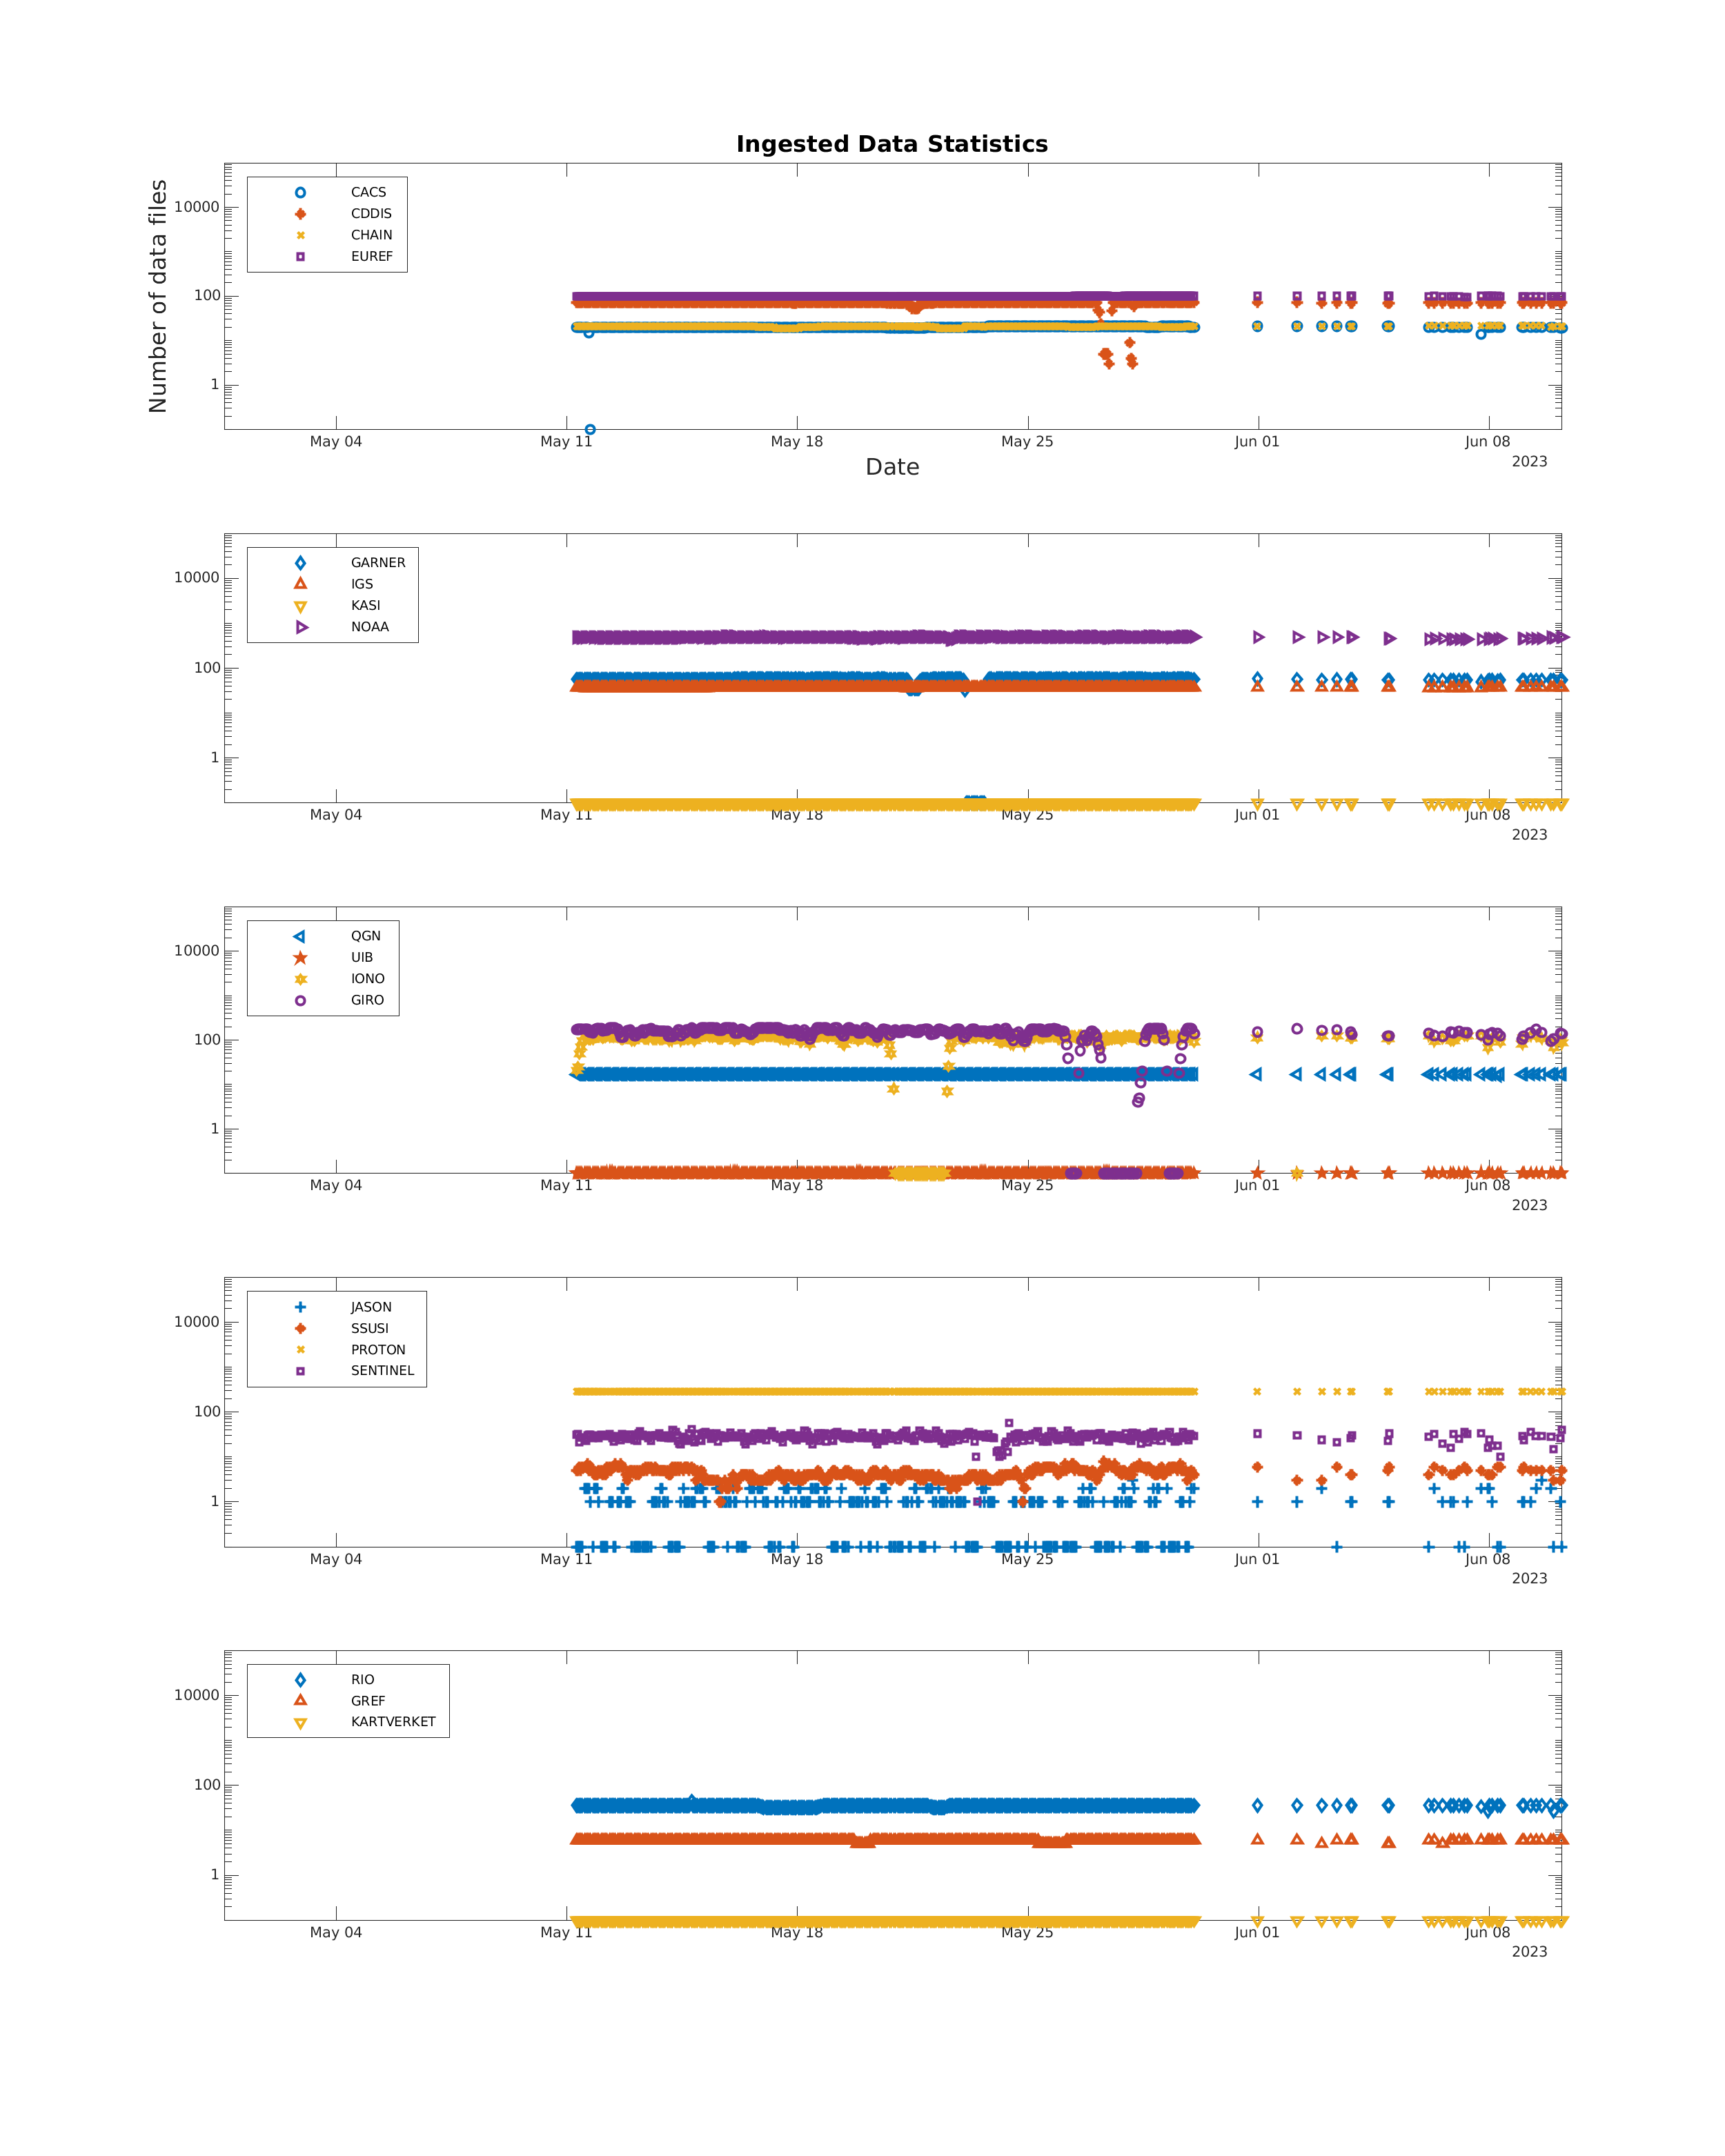 Ingested Data Statistics
Number of data files
CACS
CDDIS
CHAIN
EUREF
10000
100
1
May 04 May 11 May 18 May 25 Jun 01 Jun 08
2023
Date
GARNER
IGS
KASI
NOAA
10000
100
1
May 04 May 11 May 18 May 25 Jun 01 Jun 08
2023
QGN
UIB
IONO
GIRO
10000
100
1
May 04 May 11 May 18 May 25 Jun 01 Jun 08
2023
JASON
SSUSI
PROTON
SENTINEL
10000
100
1
May 04 May 11 May 18 May 25 Jun 01 Jun 08
2023
RIO
GREF
KARTVERKET
10000
100
1
May 04 May 11 May 18 May 25 Jun 01 Jun 08
2023